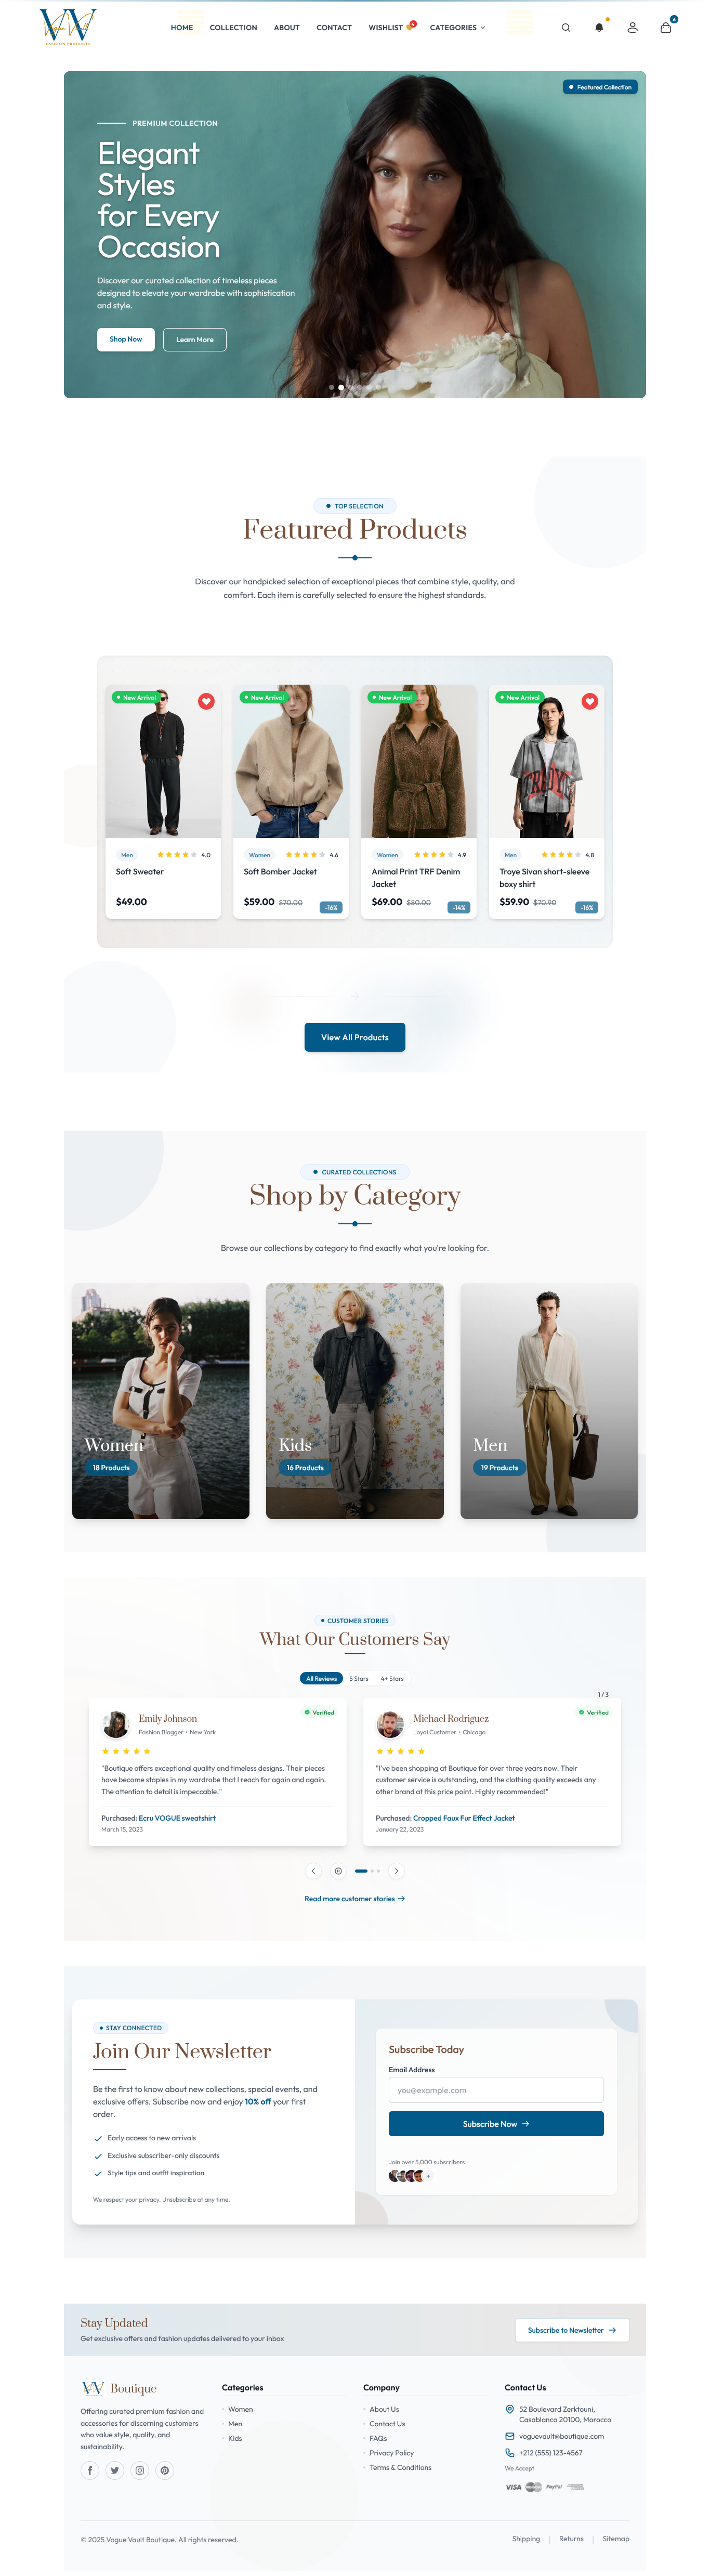 Vogue Vault
FASHION PRODUCTS
HOME COLLECTION ABOUT CONTACT WISHLIST CATEGORIES
Featured Collection
PREMIUM COLLECTION
Elegant
Styles
for Every
Occasion
Discover our curated collection of timeless pieces
designed to elevate your wardrobe with sophistication
and style.
Shop Now Learn More
TOP SELECTION
Featured Products
Discover our handpicked selection of exceptional pieces that combine style, quality, and
comfort. Each item is carefully selected to ensure the highest standards.
New Arrival New Arrival New Arrival New Arrival
Men 4.0 Women 4.6 Women 4.9 Men 4.8
Soft Sweater
$49.00
Soft Bomber Jacket
$59.00 $70.00 -16%
Animal Print TRF Denim
Jacket
$69.00 $80.00 -14%
Troye Sivan short-sleeve
boxy shirt
$59.90 $70.90 -16%
View All Products
CURATED COLLECTIONS
Shop by Category
Browse our collections by category to find exactly what you're looking for.
Women
18 Products
Kids
16 Products
Men
19 Products
CUSTOMER STORIES
What Our Customers Say
All Reviews 5 Stars 4+ Stars
1 / 3
Emily Johnson
Verified
Fashion Blogger • New York
"Boutique offers exceptional quality and timeless designs. Their pieces
have become staples in my wardrobe that I reach for again and again.
The attention to detail is impeccable."
Purchased: Ecru VOGUE sweatshirt
March 15, 2023
Michael Rodriguez
Verified
Loyal Customer • Chicago
"I've been shopping at Boutique for over three years now. Their
customer service is outstanding, and the clothing quality exceeds any
other brand at this price point. Highly recommended!"
Purchased: Cropped Faux Fur Effect Jacket
January 22, 2023
Read more customer stories
STAY CONNECTED
Join Our Newsletter
Be the first to know about new collections, special events, and
exclusive offers. Subscribe now and enjoy 10% off your first
order.
Early access to new arrivals
Exclusive subscriber-only discounts
Style tips and outfit inspiration
We respect your privacy. Unsubscribe at any time.
Subscribe Today
Email Address
you@example.com
Subscribe Now
Join over 5,000 subscribers
Stay Updated
Get exclusive offers and fashion updates delivered to your inbox
Subscribe to Newsletter
Boutique
Offering curated premium fashion and
accessories for discerning customers
who value style, quality, and
sustainability.
Categories
Women
Men
Kids
Company
About Us
Contact Us
FAQs
Privacy Policy
Terms & Conditions
Contact Us
52 Boulevard Zerktouni,
Casablanca 20100, Morocco
voguevault@boutique.com
+212 (555) 123-4567
We Accept
VISA PayPal
© 2025 Vogue Vault Boutique. All rights reserved.
Shipping | Returns | Sitemap